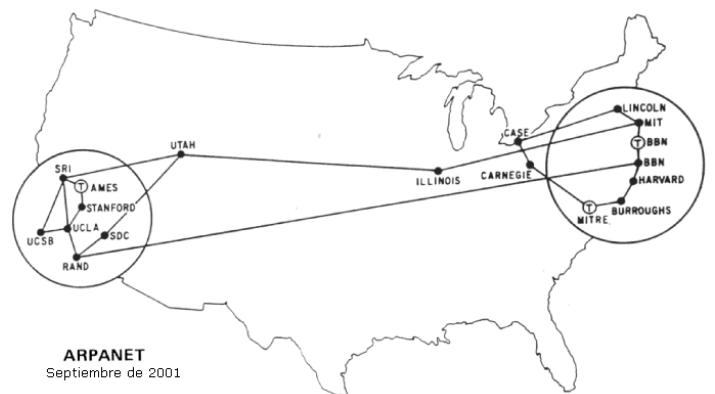 LINCOLN
MIT
CASE
T BBN
UTAH
BBN
SRI
ILLINOIS
CARNEGIE
T AMES
HARVARD
STANFORD
T
BURROUGHS
MITRE
UCLA
SDC
UCSB
RAND
ARPANET
Septiembre de 2001